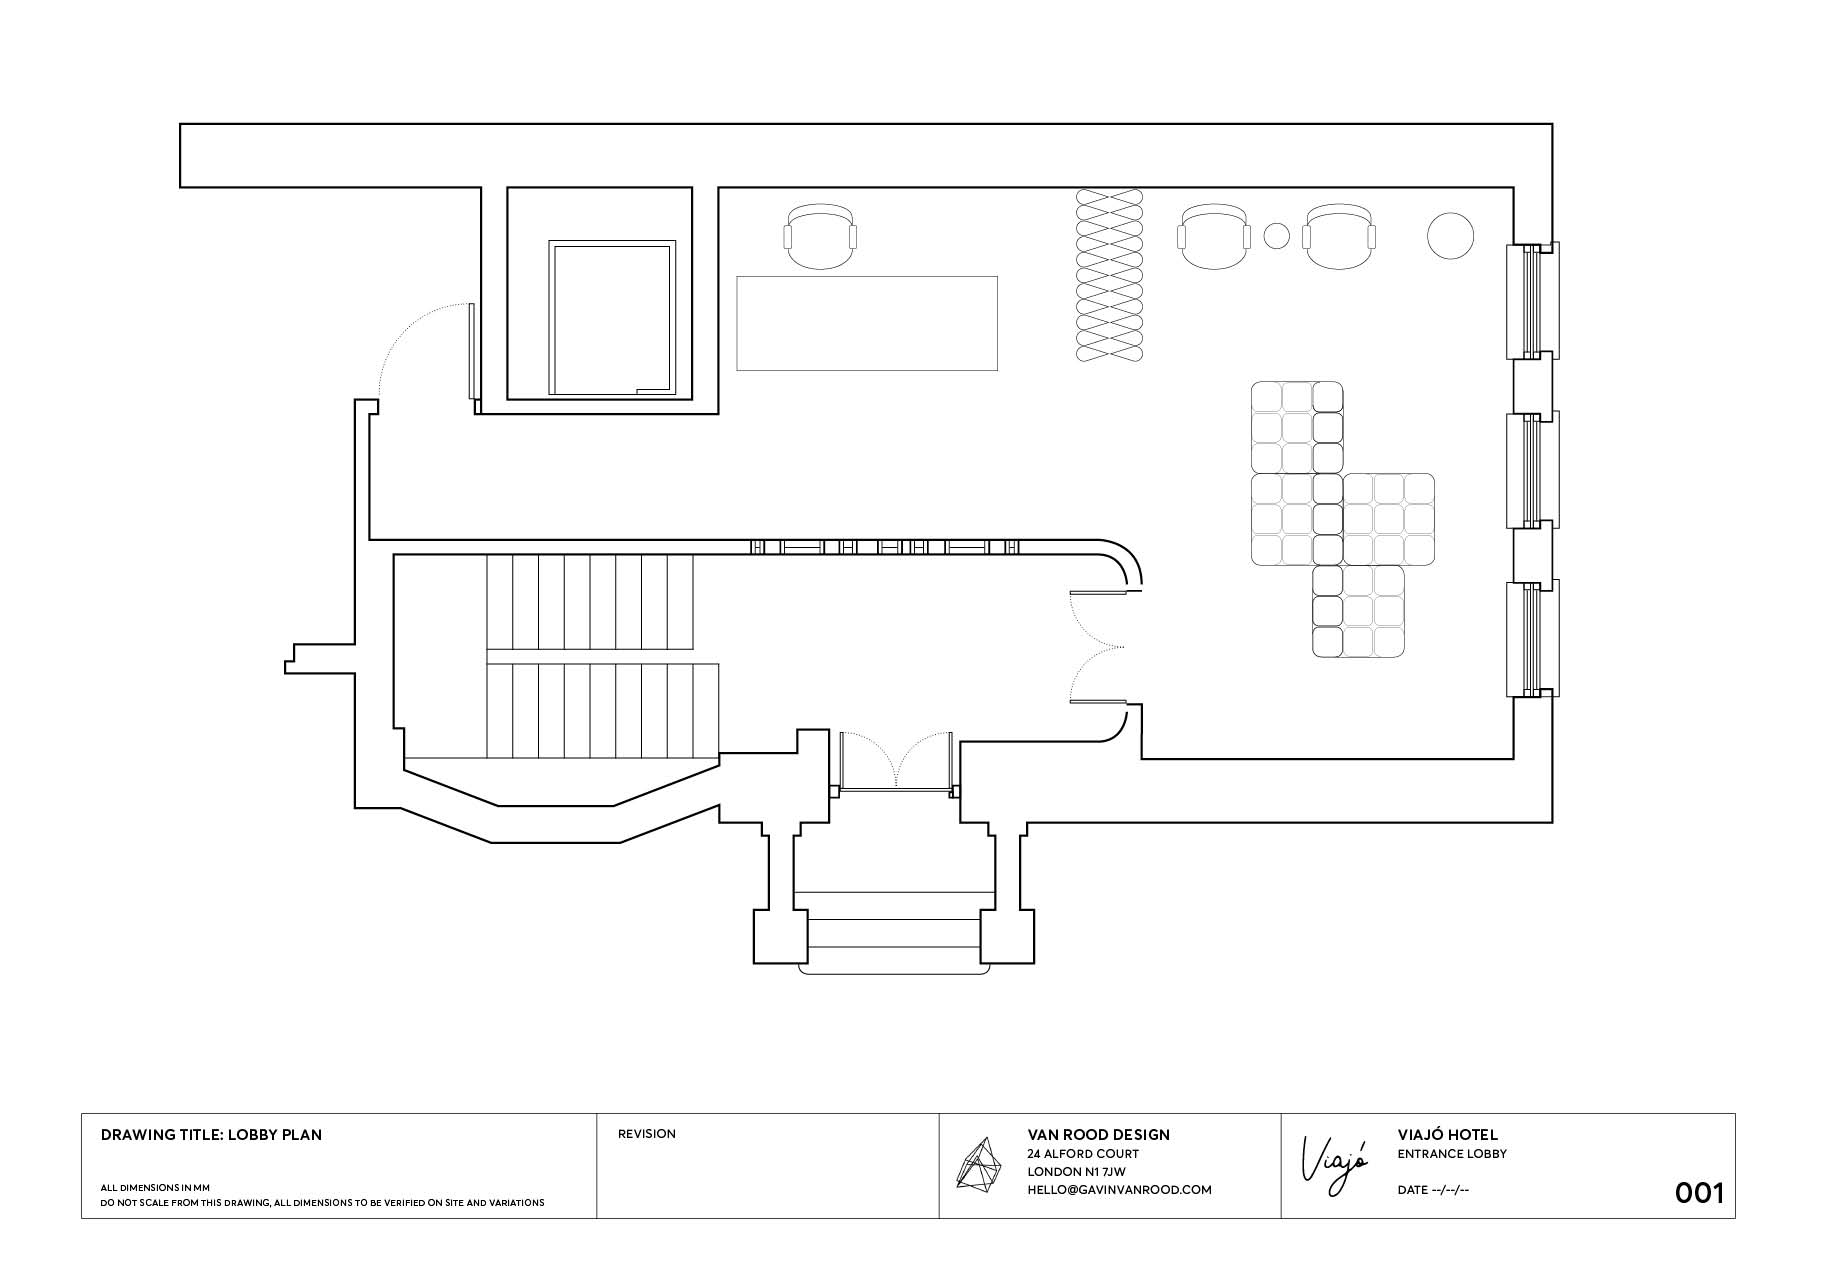 DRAWING TITLE: LOBBY PLAN
ALL DIMENSIONS IN MM
DO NOT SCALE FROM THIS DRAWING, ALL DIMENSIONS TO BE VERIFIED ON SITE AND VARIATIONS
REVISION
VAN ROOD DESIGN
24 ALFORD COURT
LONDON N1 7JW
HELLO@GAVINVANROOD.COM
Viajó
VIAJÓ HOTEL
ENTRANCE LOBBY
DATE --/--/--
001